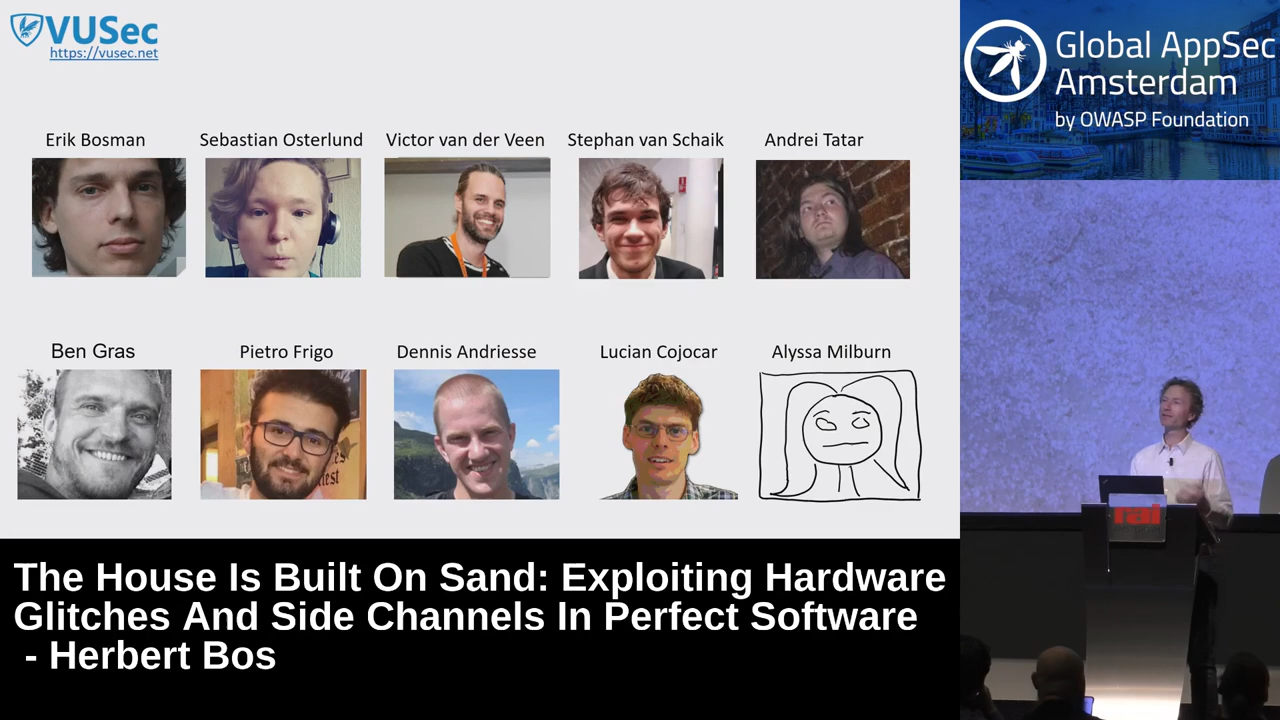 VUSec
https://vusec.net
Erik Bosman
Sebastian Osterlund
Victor van der Veen
Stephan van Schaik
Andrei Tatar
Ben Gras
Pietro Frigo
Dennis Andriesse
Lucian Cojocar
Alyssa Milburn
The House Is Built On Sand: Exploiting Hardware
Glitches And Side Channels In Perfect Software
- Herbert Bos
Global AppSec
Amsterdam
by OWASP Foundation
rai